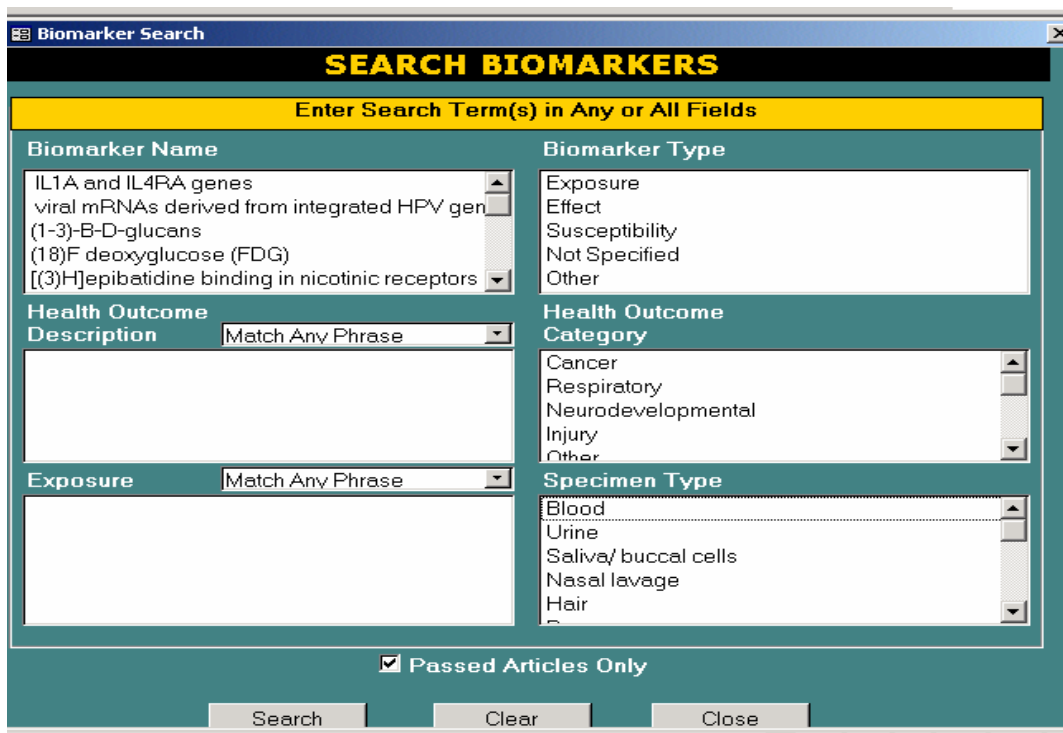 Biomarker Search
SEARCH BIOMARKERS
Enter Search Term(s) in Any or All Fields
Biomarker Name
IL1A and IL4RA genes
viral mRNAs derived from integrated HPV gen
(1-3)-B-D-glucans
(18)F deoxyglucose (FDG)
[(3)H]epibatidine binding in nicotinic receptors
Biomarker Type
Exposure
Effect
Susceptibility
Not Specified
Other
Health Outcome
Description Match Any Phrase
Health Outcome
Category
Cancer
Respiratory
Neurodevelopmental
Injury
Other
Exposure Match Any Phrase
Specimen Type
Blood
Urine
Saliva/ buccal cells
Nasal lavage
Hair
Passed Articles Only
Search Clear Close